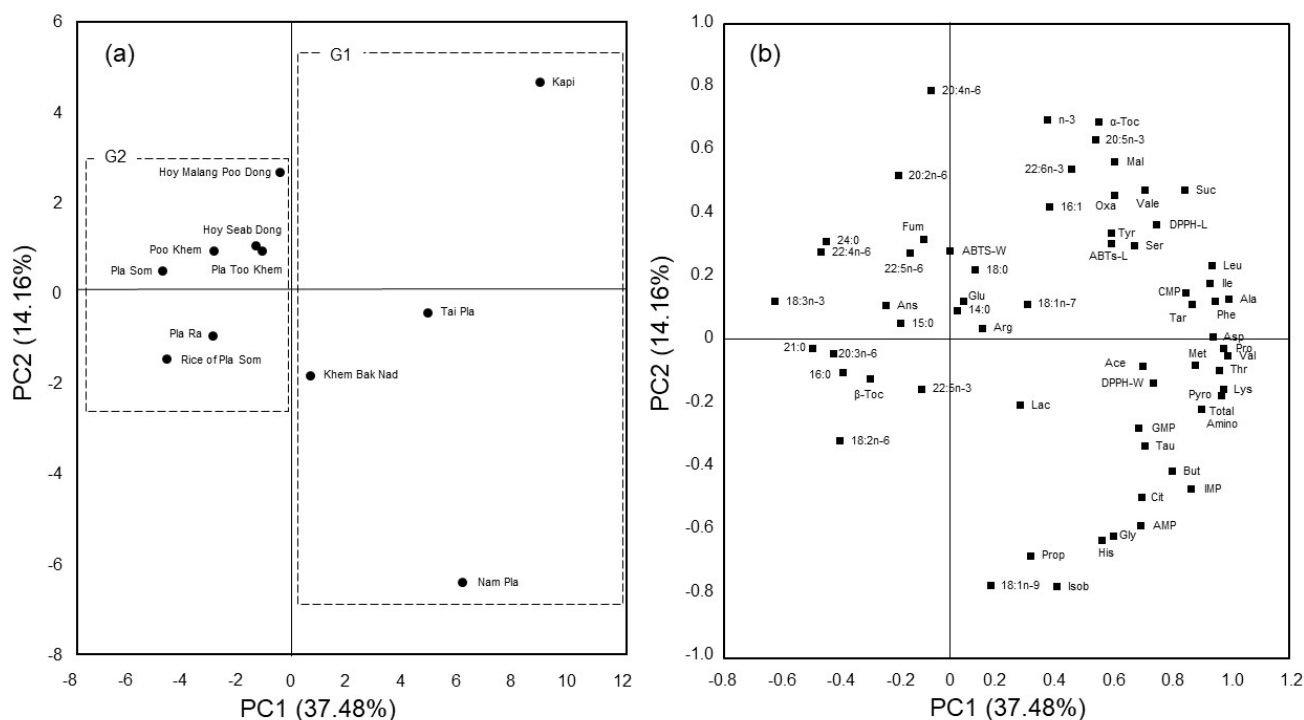 (a)
G1
Kapi
G2
Hoy Malang Poo Dong
Hoy Seab Dong
Poo Khem
Pla Too Khem
Pla Som
Tai Pla
Pla Ra
Rice of Pla Som
Khem Bak Nad
Nam Pla
6
4
2
0
-2
-4
-6
-8
PC2 (14.16%)
-8 -6 -4 -2 0 2 4 6 8 10 12
PC1 (37.48%)
(b)
20:4n-6
n-3
α-Toc
20:5n-3
22:6n-3
Mal
20:2n-6
Vale
Suc
Oxa
16:1
DPPH-L
Fum
Tyr
24:0
ABTs-L
Ser
22:4n-6
22:5n-6
ABTS-W
18:0
Leu
Ile
CMP
Ala
18:3n-3
Ans
Glu
14:0
18:1n-7
Tar
Phe
15:0
Arg
Asp
21:0
20:3n-6
Pro
Val
16:0
Ace
Met
Thr
β-Toc
22:5n-3
DPPH-W
Lys
Pyro
Lac
Total
Amino
18:2n-6
GMP
Tau
But
IMP
Cit
AMP
Gly
His
Prop
18:1n-9
Isob
1.0
0.8
0.6
0.4
0.2
0
-0.2
-0.4
-0.6
-0.8
-1.0
PC2 (14.16%)
-0.8 -0.6 -0.4 -0.2 0 0.2 0.4 0.6 0.8 1.0 1.2
PC1 (37.48%)